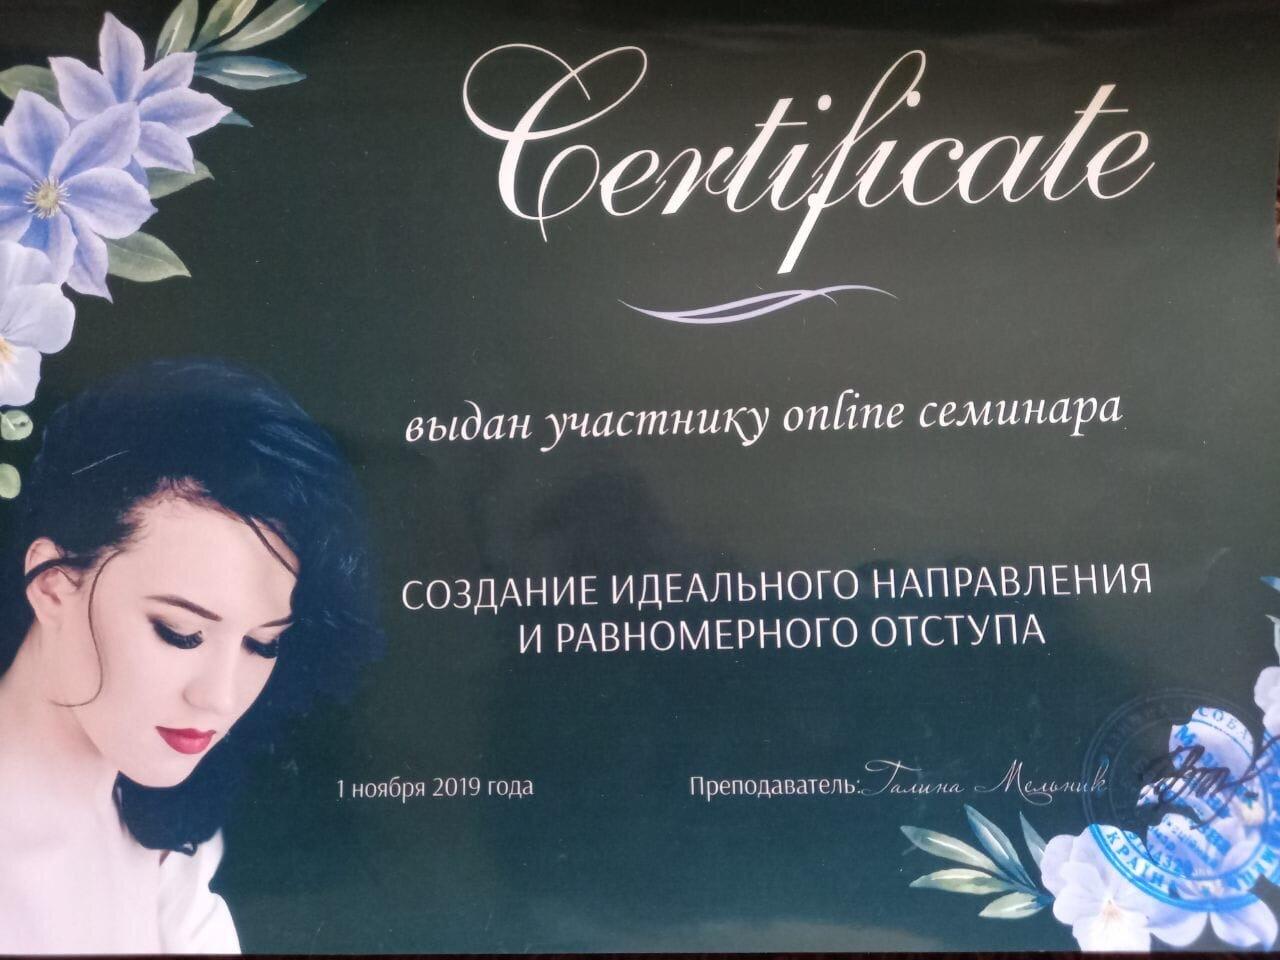 Certificate
выдан участнику online семинара
СОЗДАНИЕ ИДЕАЛЬНОГО НАПРАВЛЕНИЯ
И РАВНОМЕРНОГО ОТСТУПА
1 ноября 2019 года
Преподаватель: Галина Мельник